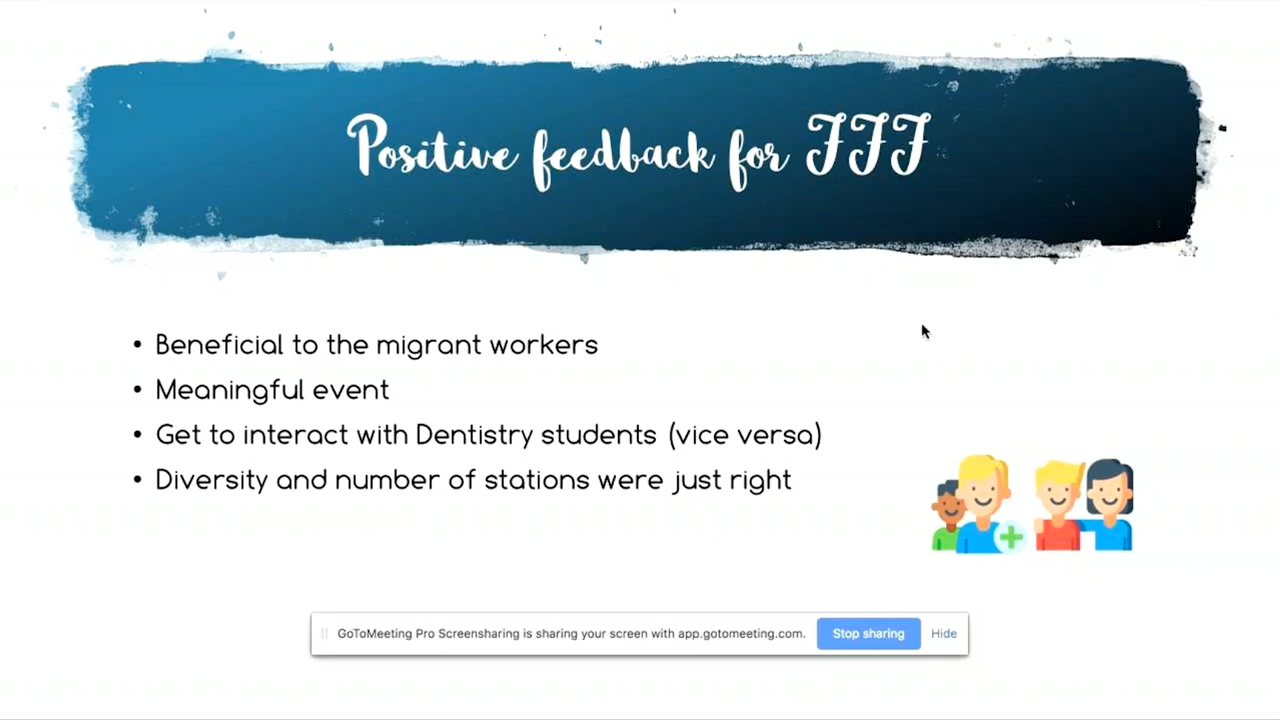 Positive feedback for FFF
• Beneficial to the migrant workers
• Meaningful event
• Get to interact with Dentistry students (vice versa)
• Diversity and number of stations were just right
GoToMeeting Pro Screensharing is sharing your screen with app.gotomeeting.com.
Stop sharing
Hide